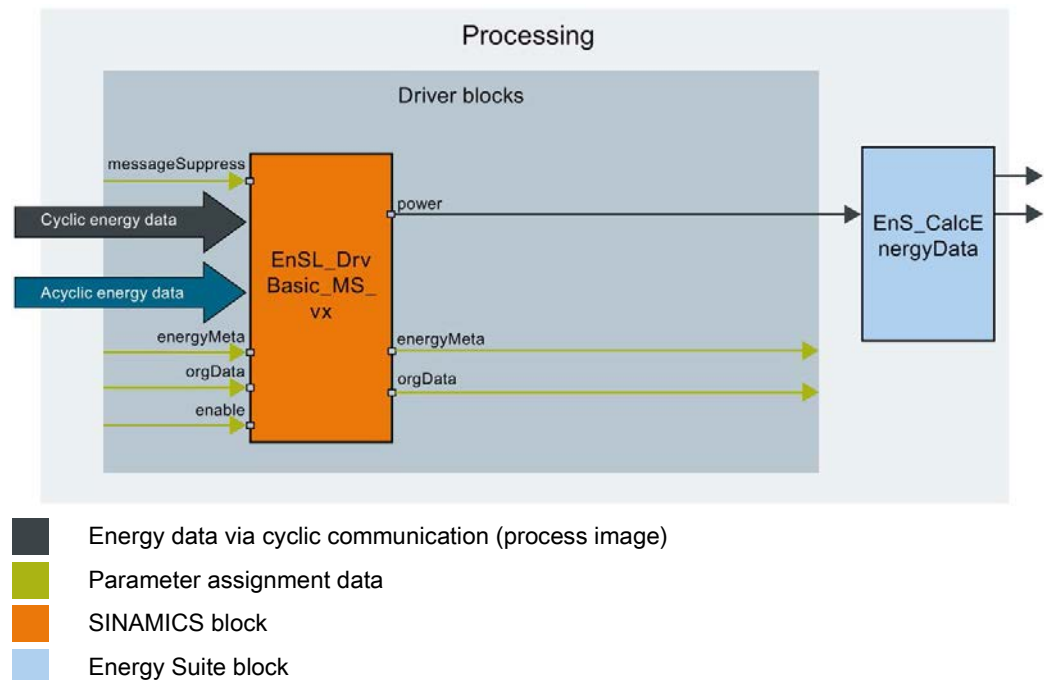 Processing
Driver blocks
messageSuppress
Cyclic energy data
power
Acyclic energy data
EnSL_Drv
Basic_MS_
vx
EnS_CalcE
nergyData
energyMeta
orgData
enable
energyMeta
orgData
Energy data via cyclic communication (process image)
Parameter assignment data
SINAMICS block
Energy Suite block